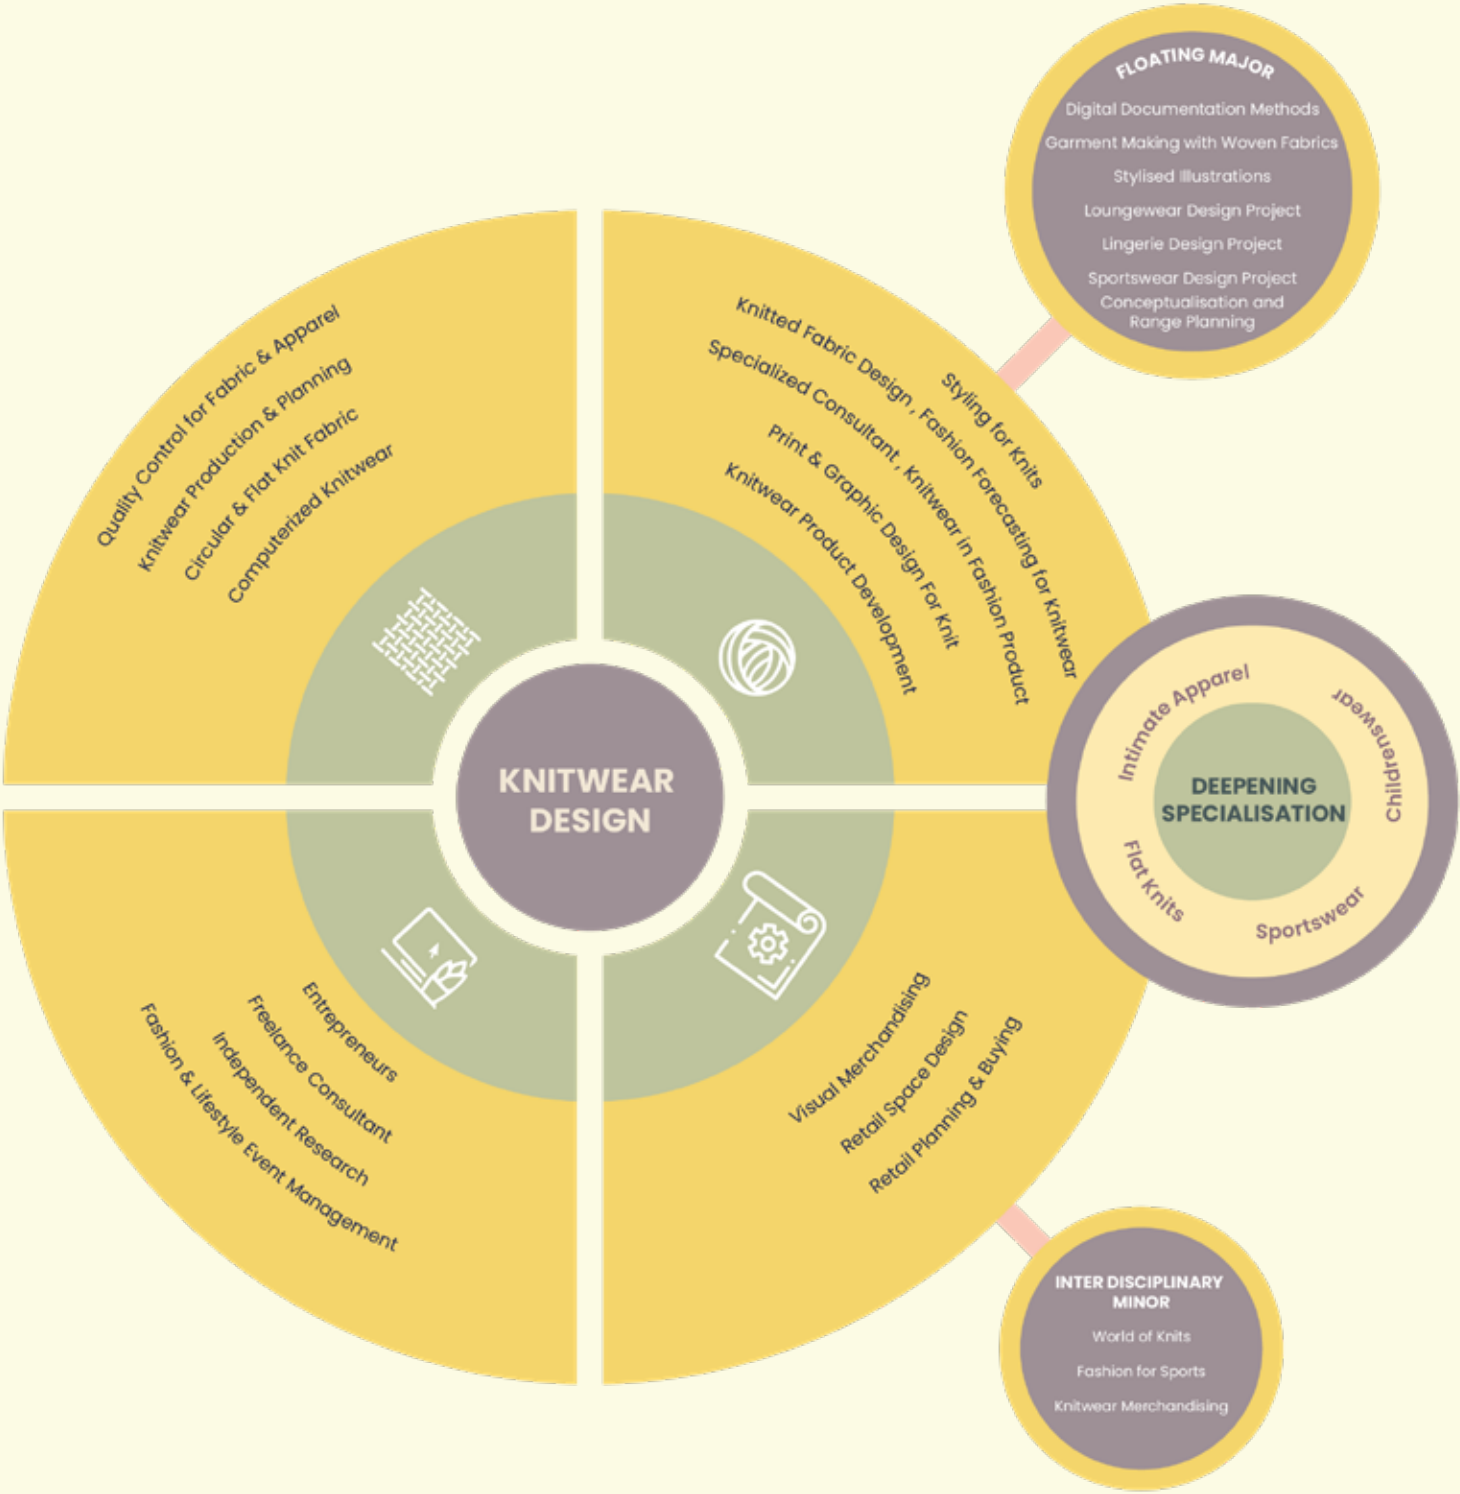 FLOATING MAJOR
Digital Documentation Methods
Garment Making with Woven Fabrics
Stylised Illustrations
Loungewear Design Project
Lingerie Design Project
Sportswear Design Project
Conceptualisation and
Range Planning
Quality Control for Fabric & Apparel
Knitwear Production & Planning
Circular & Flat Knit Fabric
Computerized Knitwear
Styling for Knits
Knitted Fabric Design , Fashion Forecasting for Knitwear
Specialized Consultant , Knitwear in Fashion Product
Print & Graphic Design For Knit
Knitwear Product Development
KNITWEAR
DESIGN
Intimate Apparel
Childrenswear
DEEPENING
SPECIALISATION
Flat Knits
Sportswear
Entrepreneurs
Freelance Consultant
Independent Research
Fashion & Lifestyle Event Management
Visual Merchandising
Retail Space Design
Retail Planning & Buying
INTER DISCIPLINARY
MINOR
World of Knits
Fashion for Sports
Knitwear Merchandising